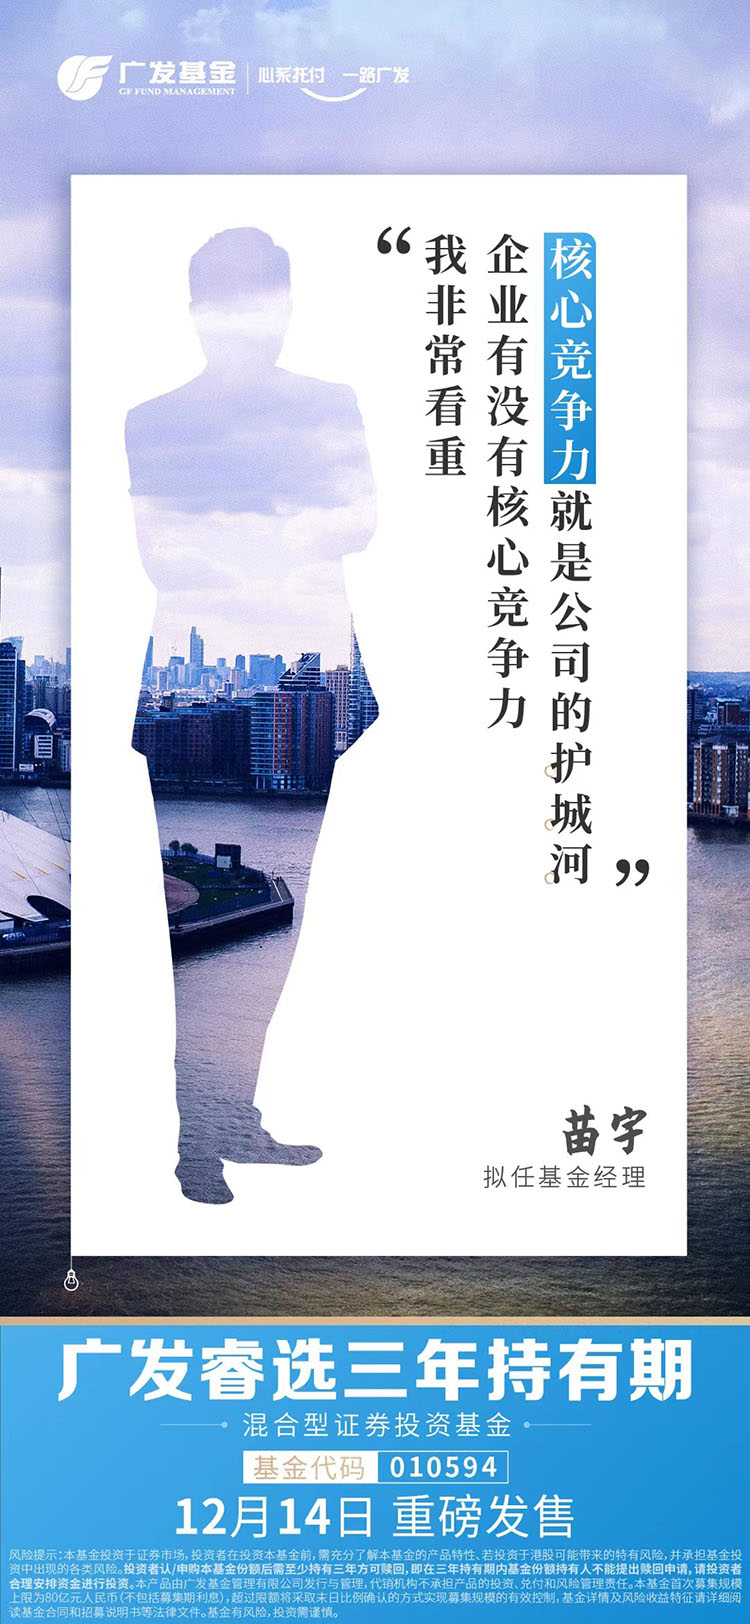 广发基金
GF FUND MANAGEMENT
心系托付 一路广发
“我非常看重
企业有没有核心竞争力
核心竞争力就是公司的护城河”
苗宇
拟任基金经理
广发睿选三年持有期
混合型证券投资基金
基金代码 010594
12月14日 重磅发售
风险提示:本基金投资于证券市场,投资者在投资本基金前,需充分了解本基金的产品特性、若投资于港股可能带来的特有风险,并承担基金投
资中出现的各类风险。投资者认/申购本基金份额后需至少持有三年方可赎回,即在三年持有期内基金份额持有人不能提出赎回申请,请投资者
合理安排资金进行投资。本产品由广发基金管理有限公司发行与管理,代销机构不承担产品的投资、兑付和风险管理责任。本基金首次募集规模
上限为80亿元人民币(不包括募集期利息),超过限额将采取末日比例确认的方式实现募集规模的有效控制,基金详情及风险收益特征请详细阅
读基金合同和招募说明书等法律文件。基金有风险,投资需谨慎。